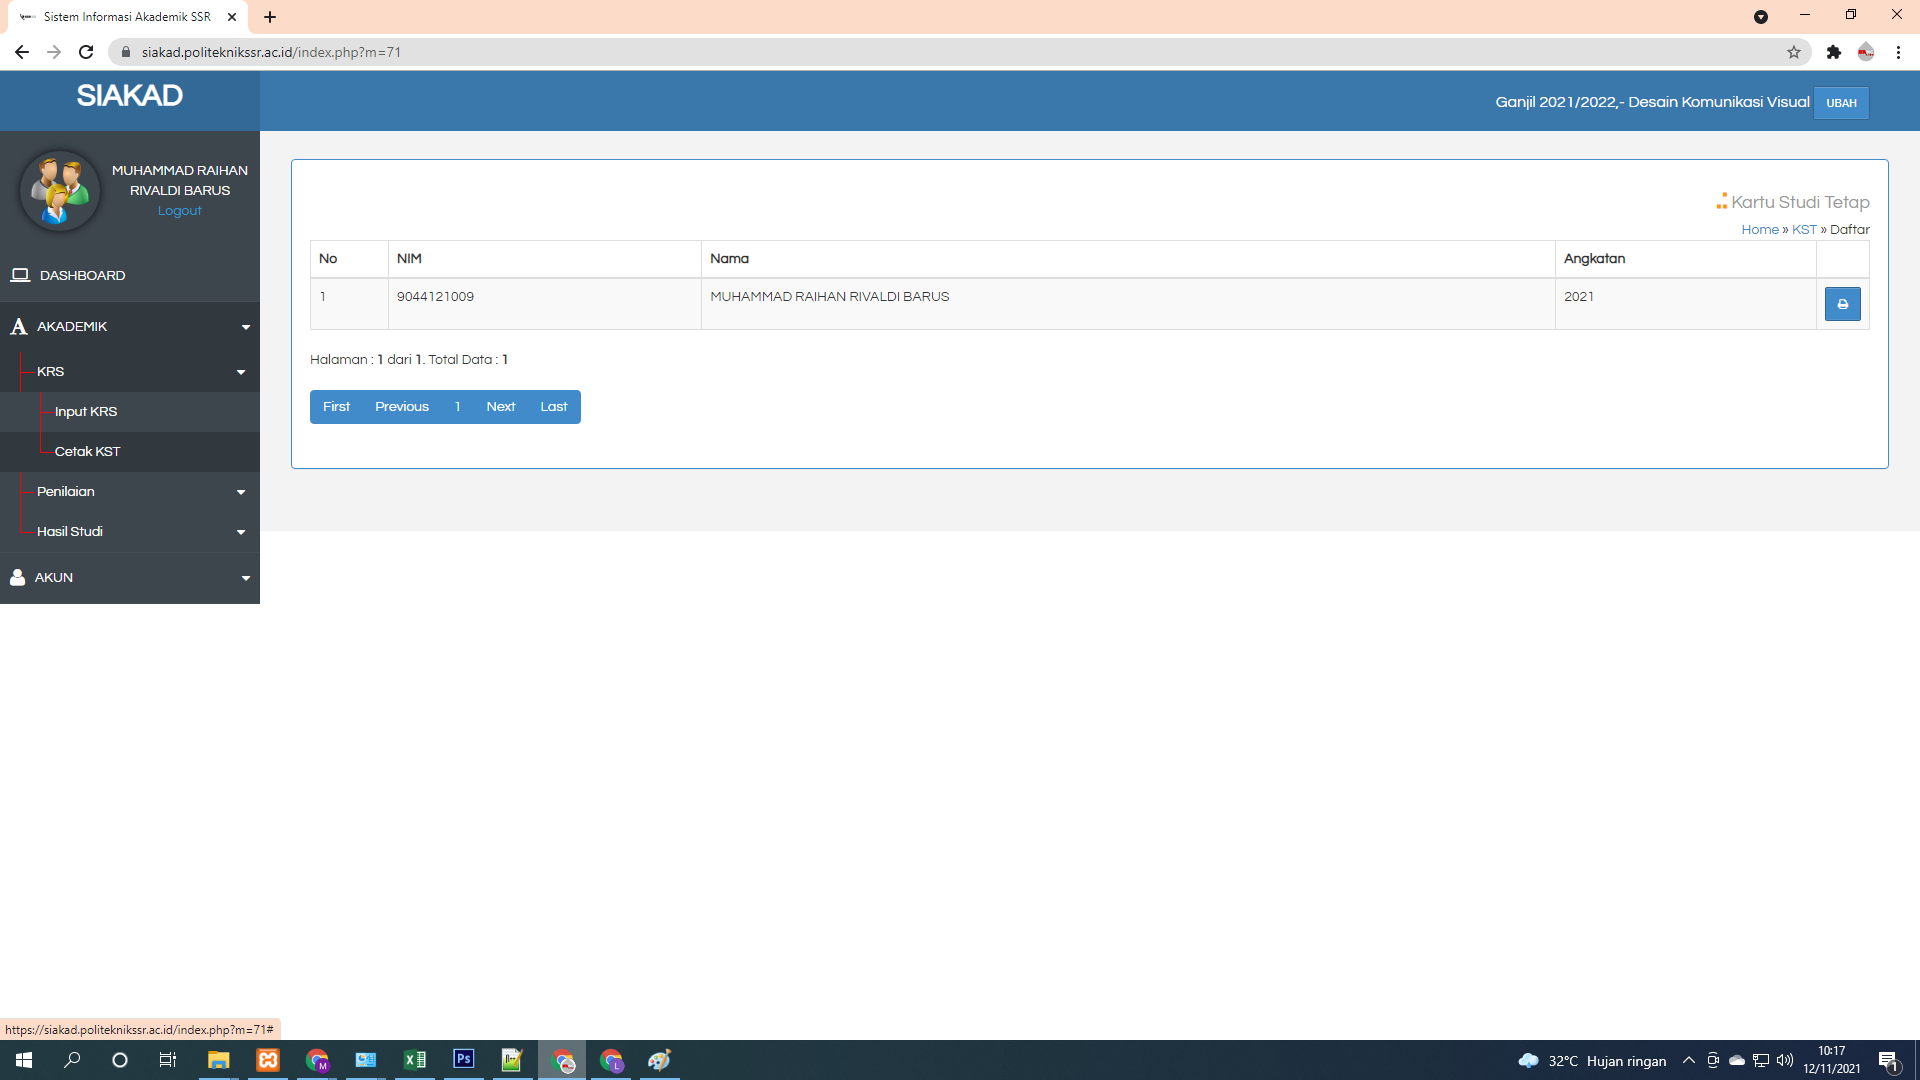 Sistem Informasi Akademik SSR
siakad.politeknikssr.ac.id/index.php?m=71
SIAKAD
Ganjil 2021/2022,- Desain Komunikasi Visual UBAH
MUHAMMAD RAIHAN
RIVALDI BARUS
Logout
DASHBOARD
AKADEMIK
KRS
Input KRS
Cetak KST
Penilaian
Hasil Studi
AKUN
Kartu Studi Tetap
Home » KST » Daftar
No NIM Nama Angkatan
1 9044121009 MUHAMMAD RAIHAN RIVALDI BARUS 2021
Halaman : 1 dari 1. Total Data : 1
First Previous 1 Next Last
https://siakad.politeknikssr.ac.id/index.php?m=71#
M
Ps
L
32°C Hujan ringan
10:17
12/11/2021
1